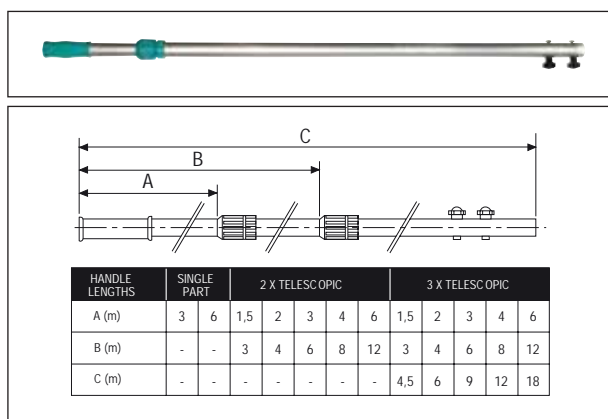 C
B
A
HANDLE LENGTHS SINGLE PART 2 X TELESCOPIC 3 X TELESCOPIC
A (m) 3 6 1,5 2 3 4 6 1,5 2 3 4 6
B (m) - - 3 4 6 8 12 3 4 6 8 12
C (m) - - - - - - - 4,5 6 9 12 18